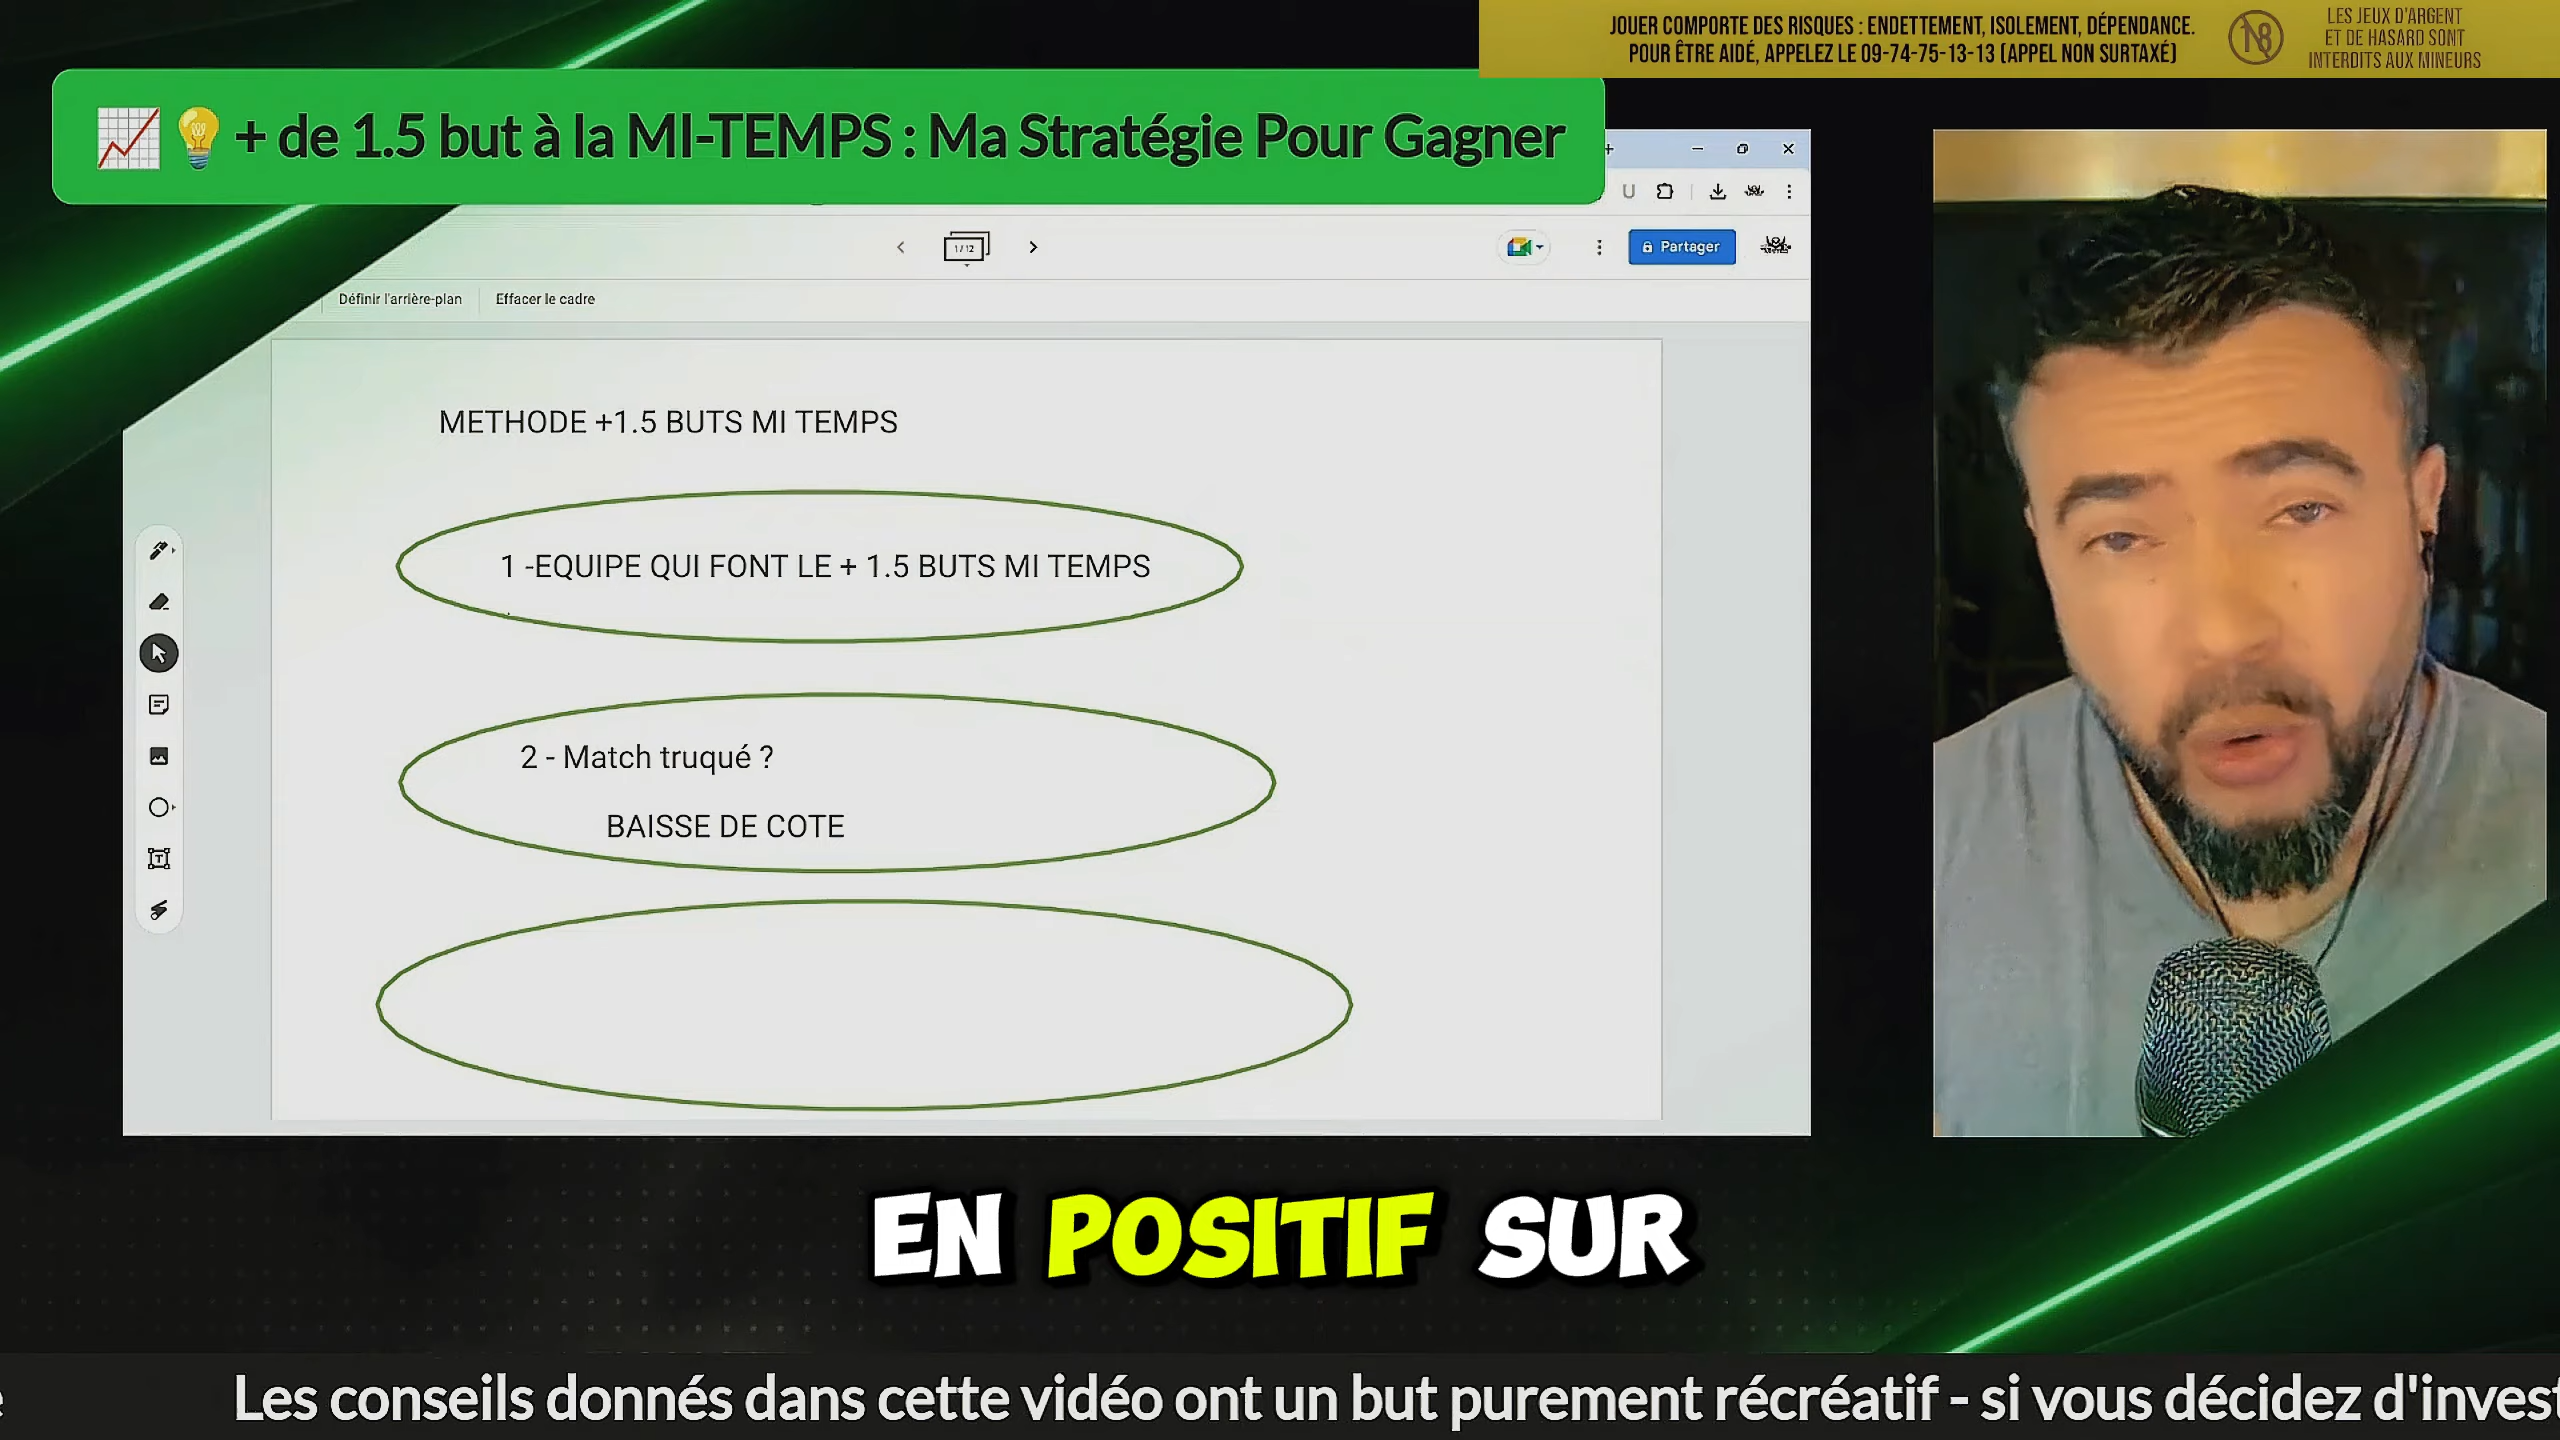 JOUER COMPORTE DES RISQUES : ENDETTEMENT, ISOLEMENT, DÉPENDANCE.
POUR ÊTRE AIDÉ, APPELEZ LE 09-74-75-13-13 (APPEL NON SURTAXÉ)
18
LES JEUX D'ARGENT
ET DE HASARD SONT
INTERDITS AUX MINEURS
+ de 1.5 but à la MI-TEMPS : Ma Stratégie Pour Gagner
1 / 12
Partager
Définir l'arrière-plan
Effacer le cadre
METHODE +1.5 BUTS MI TEMPS
1 -EQUIPE QUI FONT LE + 1.5 BUTS MI TEMPS
2 - Match truqué ?
BAISSE DE COTE
EN POSITIF SUR
Les conseils donnés dans cette vidéo ont un but purement récréatif - si vous décidez d'invest